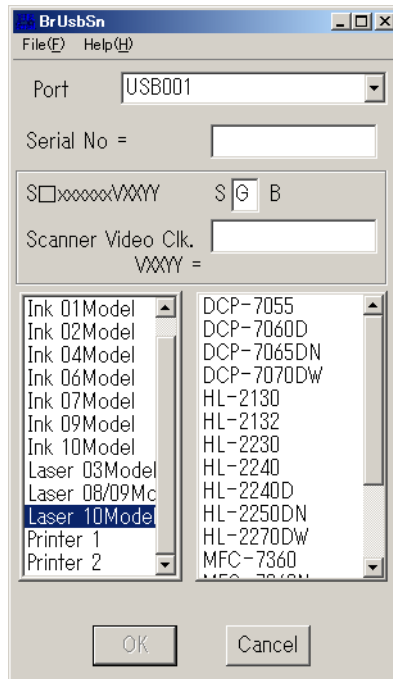 BrUsbSn
File(F) Help(H)
Port USB001
Serial No =
S□xxxxxxVXXYY S G B
Scanner Video Clk.
VXXYY =
Ink 01Model
Ink 02Model
Ink 04Model
Ink 06Model
Ink 07Model
Ink 09Model
Ink 10Model
Laser 03Model
Laser 08/09Mo
Laser 10Model
Printer 1
Printer 2
DCP-7055
DCP-7060D
DCP-7065DN
DCP-7070DW
HL-2130
HL-2132
HL-2230
HL-2240
HL-2240D
HL-2250DN
HL-2270DW
MFC-7360
OK Cancel